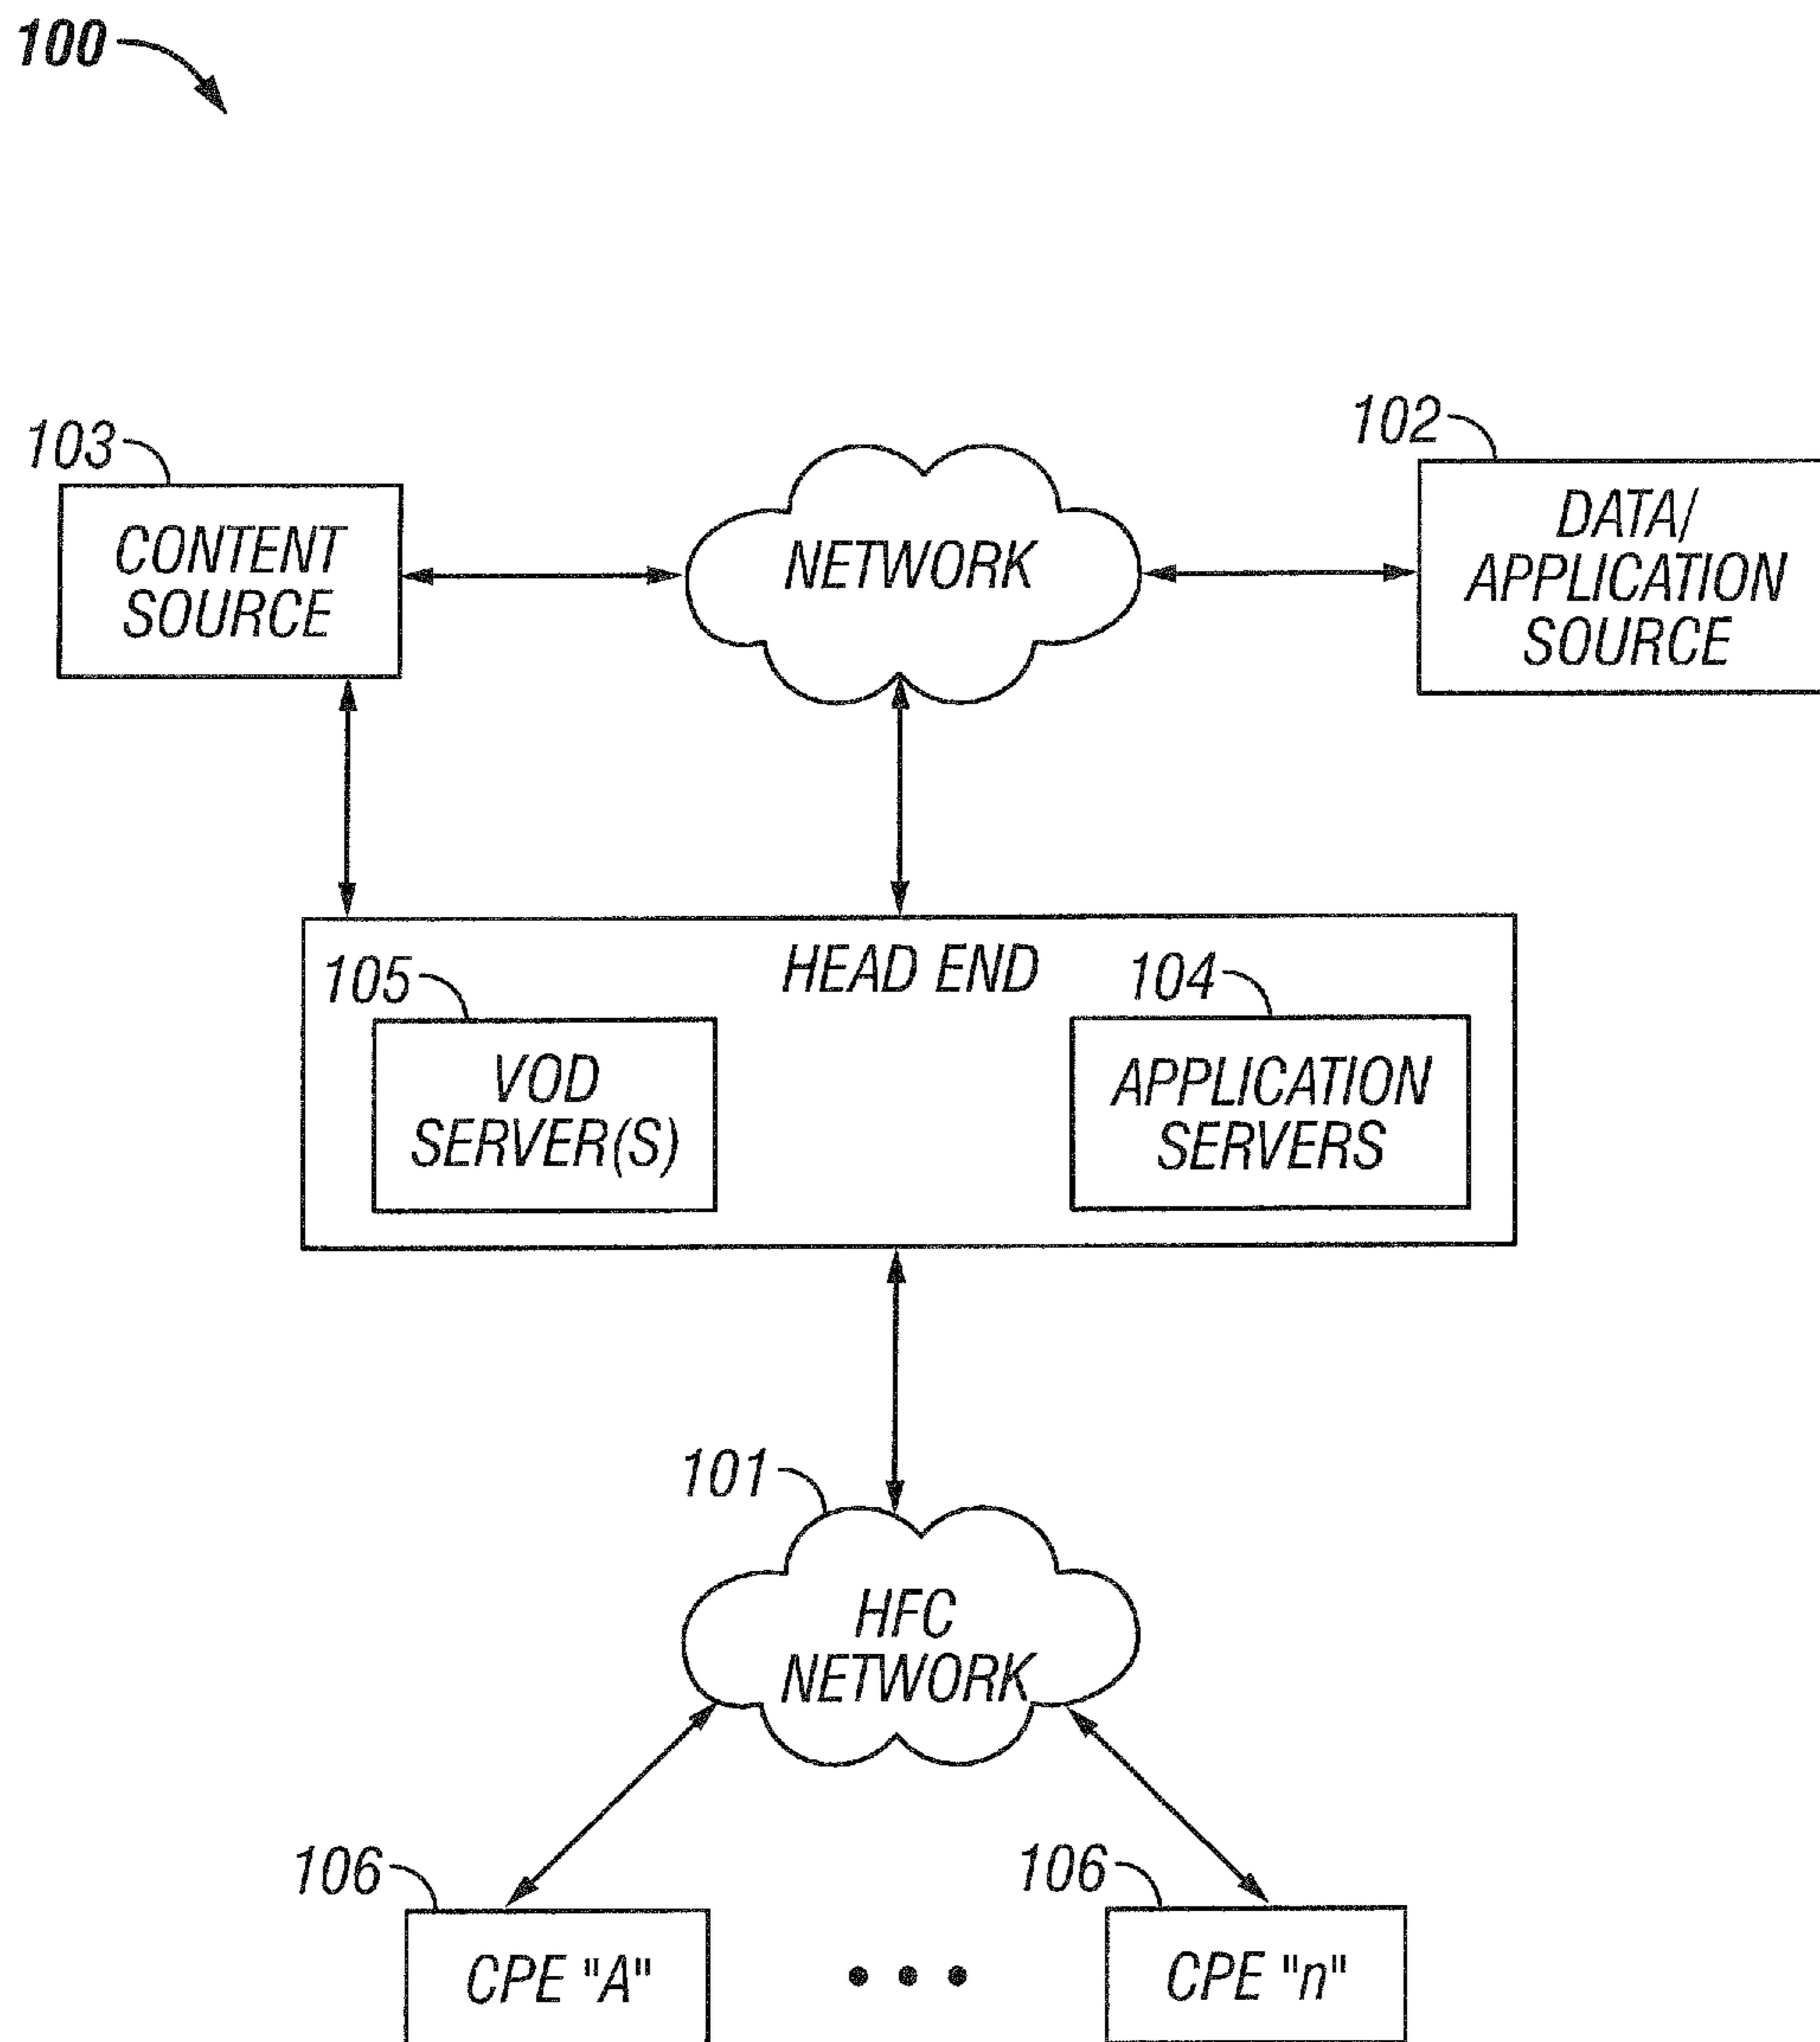 100
103
102
CONTENT
SOURCE
NETWORK
DATA/
APPLICATION
SOURCE
HEAD END
105
104
VOD
SERVER(S)
APPLICATION
SERVERS
101
HFC
NETWORK
106
106
CPE "A"
• • •
CPE "n"